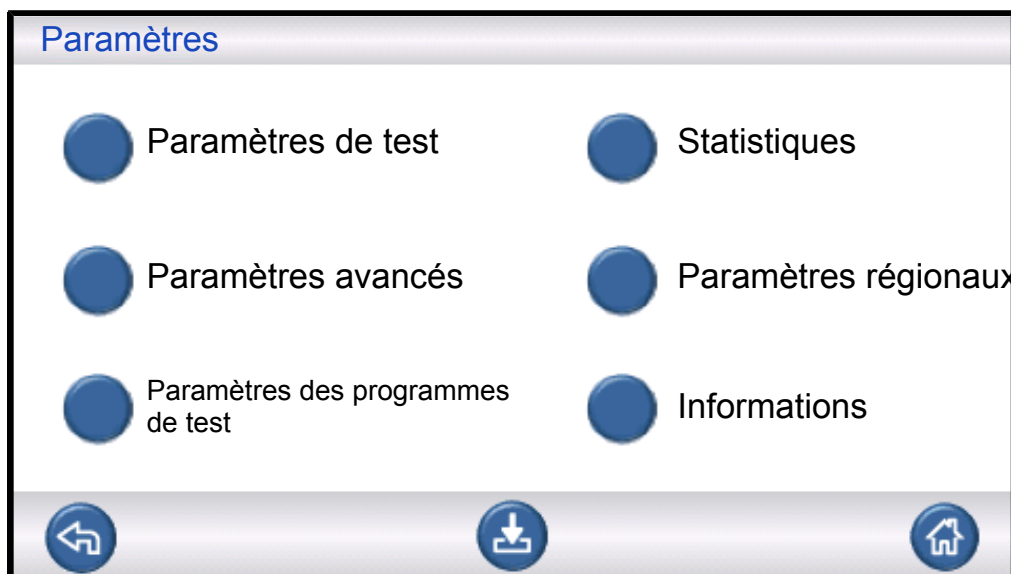 Paramètres
Paramètres de test
Statistiques
Paramètres avancés
Paramètres régionaux
Paramètres des programmes
de test
Informations